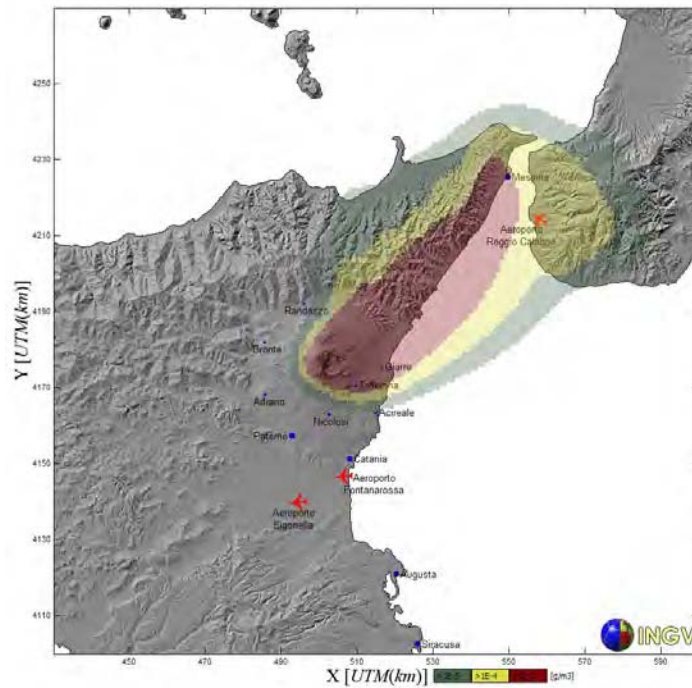 4250
4230
Messina
Aeroporto
Reggio Calabria
4210
Y [UTM(km)]
4190
Randazzo
Bronte
Giarre
4170
Zafferana
Adrano
Nicolosi
Acireale
Paterno
4150
Catania
Aeroporto
Fontanarossa
Aeroporto
Sigonella
4130
Augusta
4110
INGV
Siracusa
450
470
490
510
530
550
570
590
X [UTM(km)]
>1E-4
[g/m3]